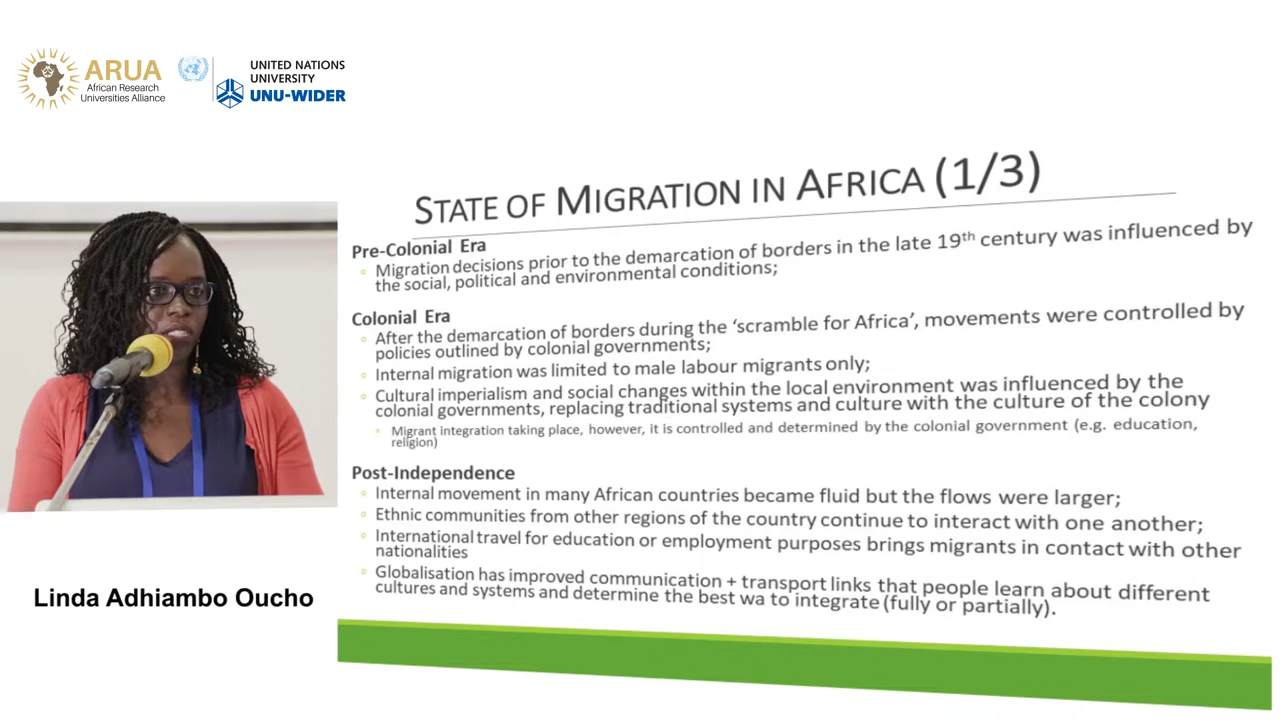 ARUA
African Research
Universities Alliance
UNITED NATIONS
UNIVERSITY
UNU-WIDER
STATE OF MIGRATION IN AFRICA (1/3)
Pre-Colonial Era
Migration decisions prior to the demarcation of borders in the late 19th century was influenced by
the social, political and environmental conditions;
Colonial Era
After the demarcation of borders during the ‘scramble for Africa’, movements were controlled by
policies outlined by colonial governments;
Internal migration was limited to male labour migrants only;
Cultural imperialism and social changes within the local environment was influenced by the
colonial governments, replacing traditional systems and culture with the culture of the colony
Migrant integration taking place, however, it is controlled and determined by the colonial government (e.g. education,
religion)
Post-Independence
Internal movement in many African countries became fluid but the flows were larger;
Ethnic communities from other regions of the country continue to interact with one another;
International travel for education or employment purposes brings migrants in contact with other
nationalities
Globalisation has improved communication + transport links that people learn about different
cultures and systems and determine the best wa to integrate (fully or partially).
Linda Adhiambo Oucho